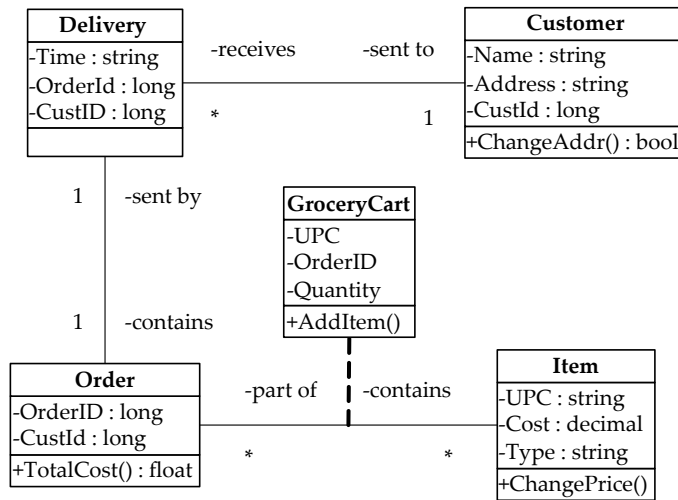 Delivery
-Time : string
-OrderId : long
-CustID : long
-receives
-sent to
*
1
Customer
-Name : string
-Address : string
-CustId : long
+ChangeAddr() : bool
1
-sent by
GroceryCart
-UPC
-OrderID
-Quantity
+AddItem()
1
-contains
Order
-OrderID : long
-CustId : long
+TotalCost() : float
-part of
-contains
*
*
Item
-UPC : string
-Cost : decimal
-Type : string
+ChangePrice()